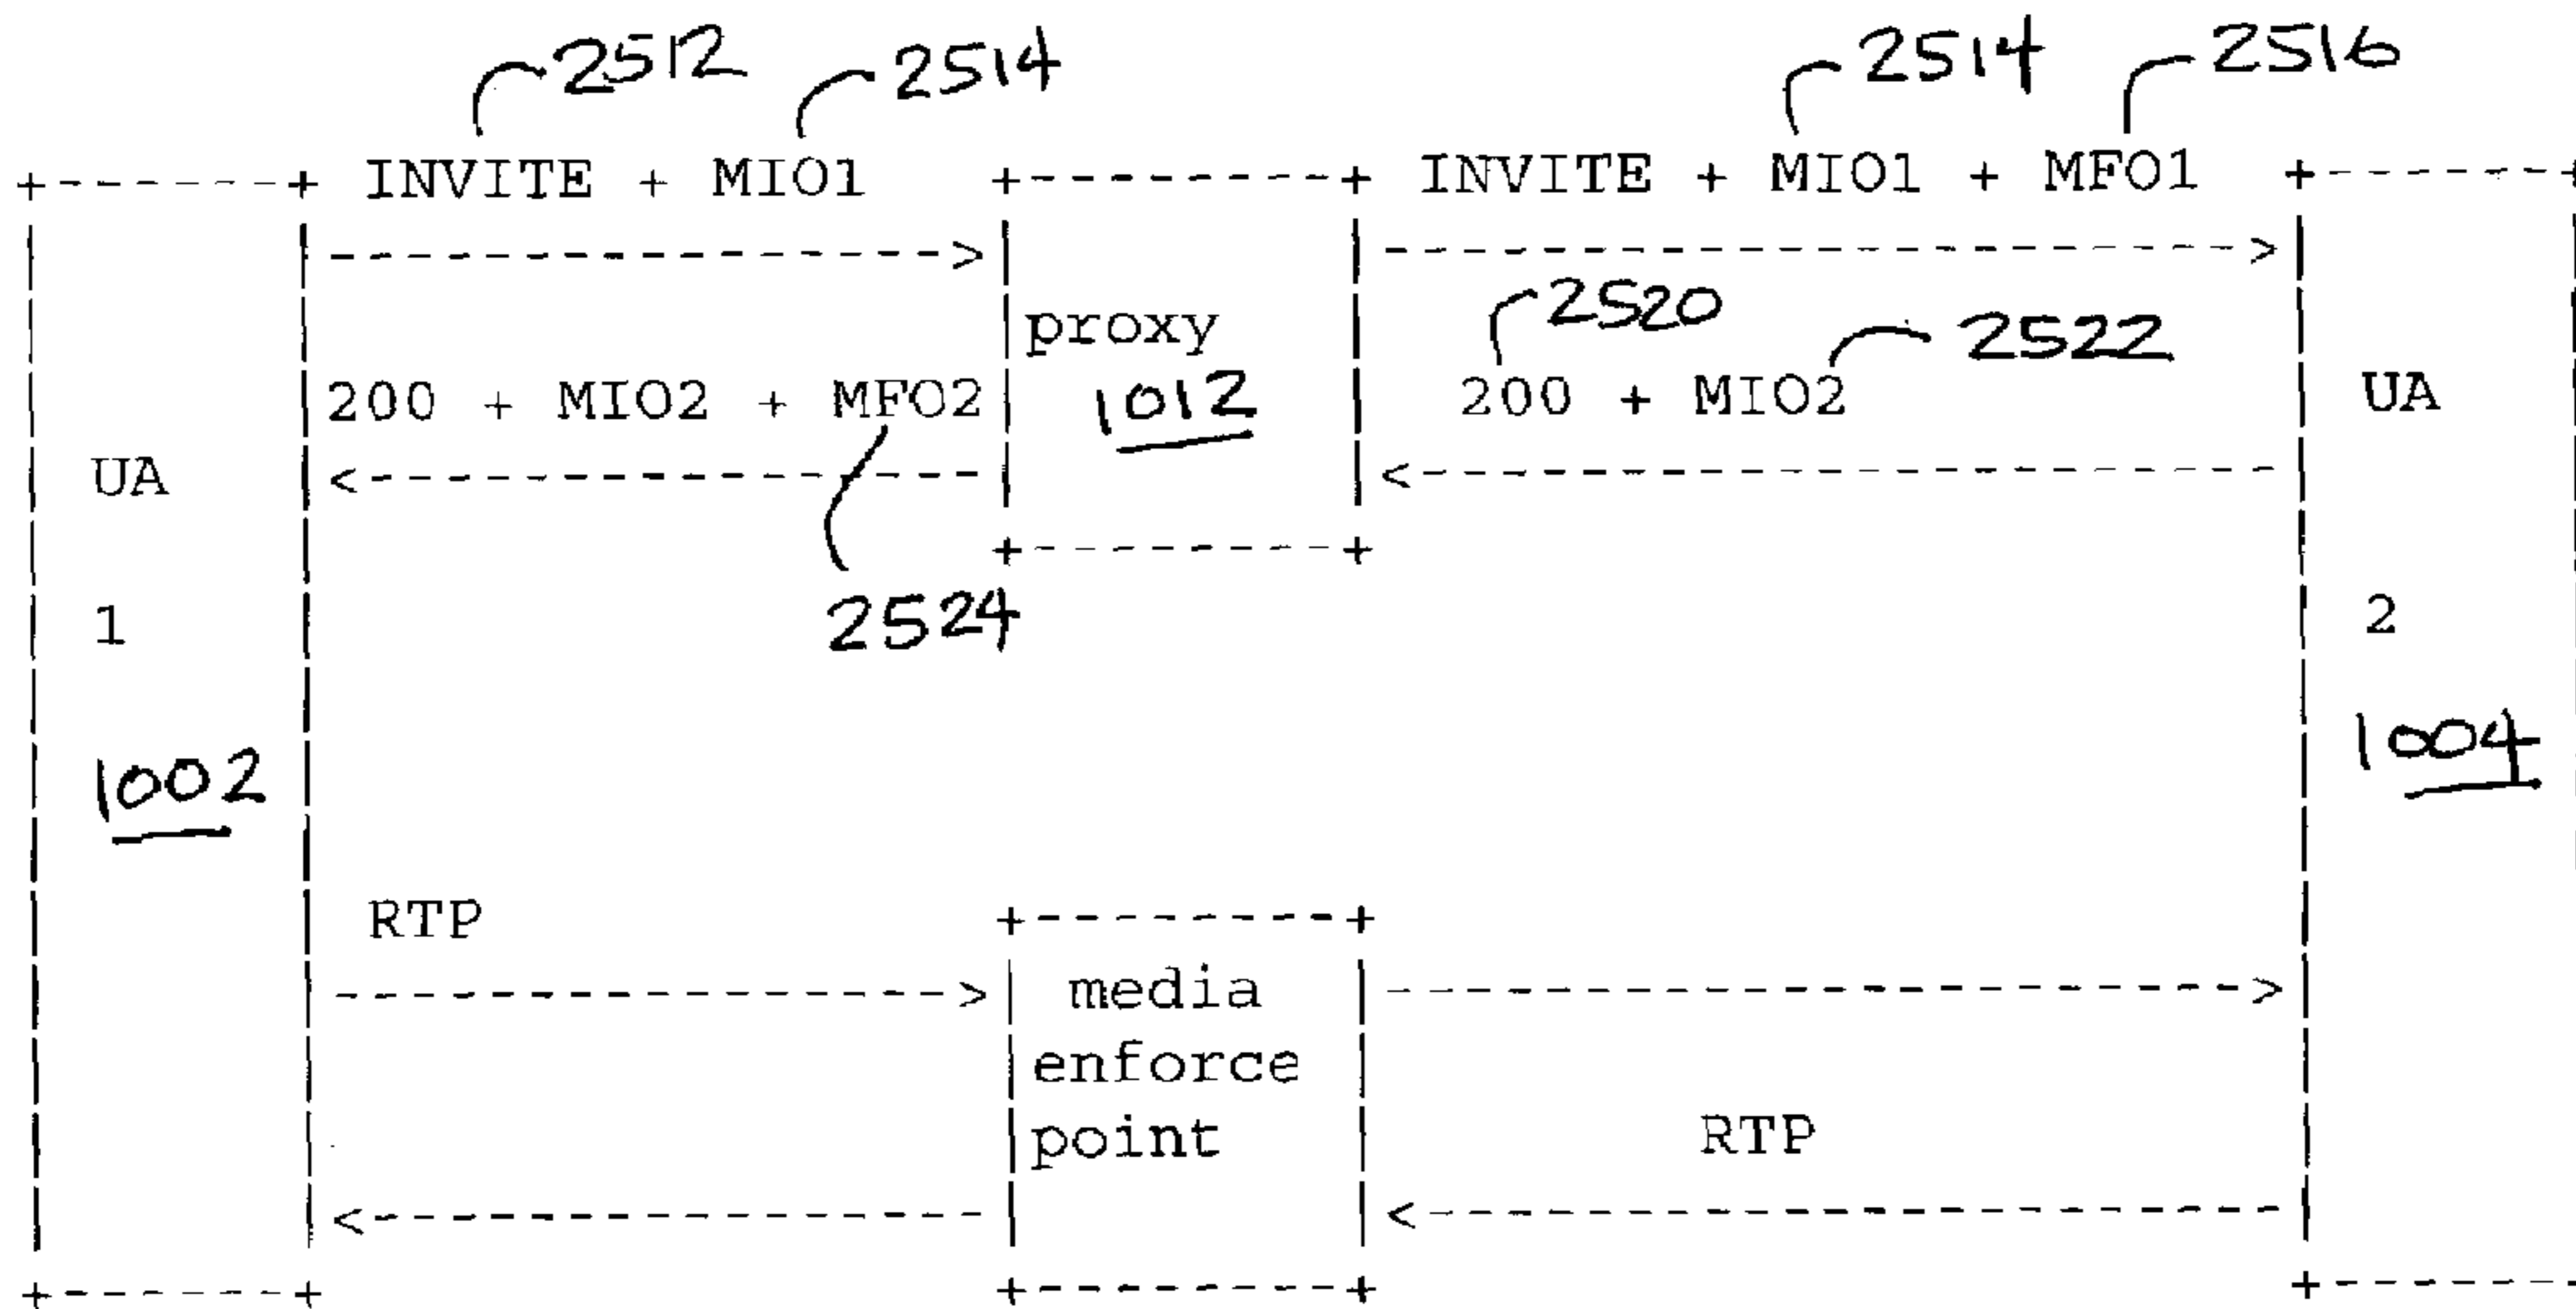 2512 2514 2514 2516
INVITE + MIO1 INVITE + MIO1 + MFO1
proxy 2520 2522
200 + MIO2 + MFO2 1012 200 + MIO2 UA
UA
1 2524 2
1002 1004
RTP
media
enforce
point RTP